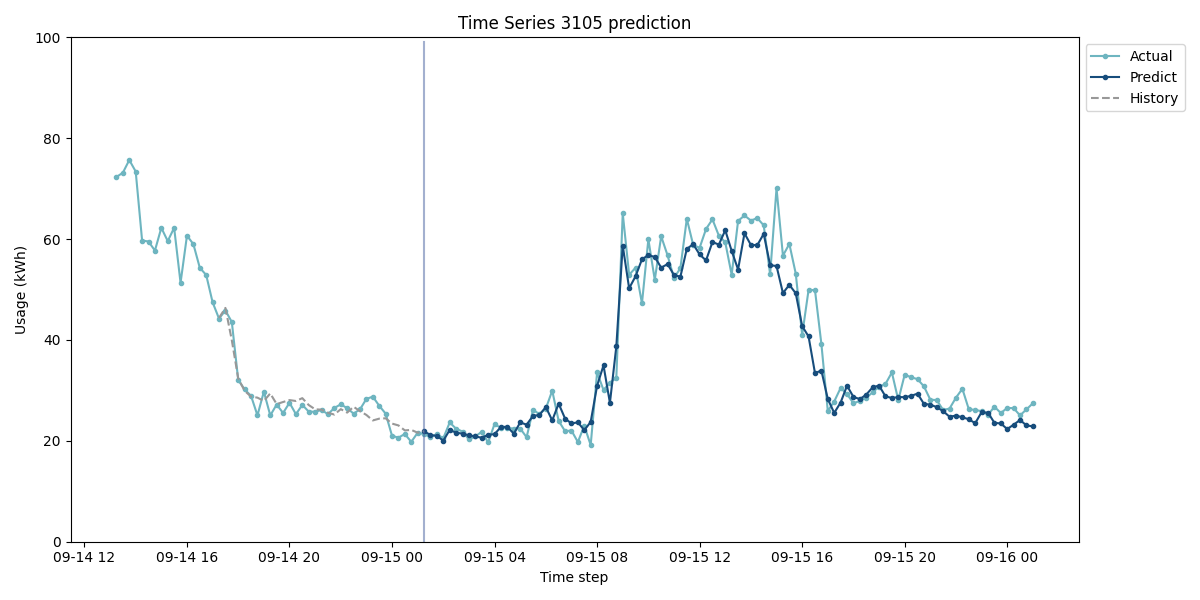 Time Series 3105 prediction
100
80
60
40
20
0
Usage (kWh)
09-14 12
09-14 16
09-14 20
09-15 00
09-15 04
09-15 08
09-15 12
09-15 16
09-15 20
09-16 00
Time step
Actual
Predict
History